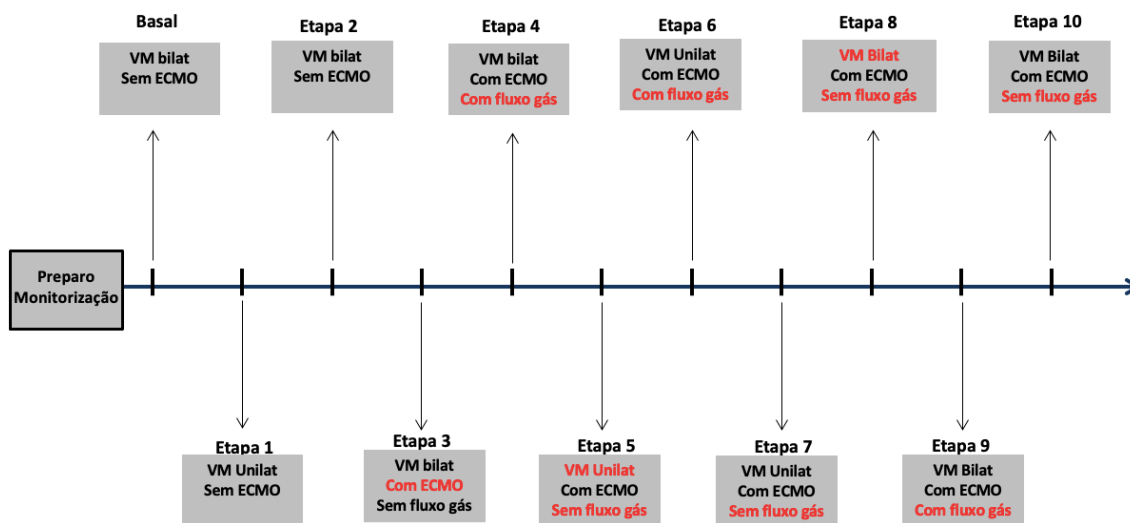 Basal
VM bilat
Sem ECMO
Etapa 2
VM bilat
Sem ECMO
Etapa 4
VM bilat
Com ECMO
Com fluxo gás
Etapa 6
VM Unilat
Com ECMO
Com fluxo gás
Etapa 8
VM Bilat
Com ECMO
Sem fluxo gás
Etapa 10
VM Bilat
Com ECMO
Sem fluxo gás
Preparo
Monitorização
Etapa 1
VM Unilat
Sem ECMO
Etapa 3
VM bilat
Com ECMO
Sem fluxo gás
Etapa 5
VM Unilat
Com ECMO
Sem fluxo gás
Etapa 7
VM Unilat
Com ECMO
Sem fluxo gás
Etapa 9
VM Bilat
Com ECMO
Com fluxo gás